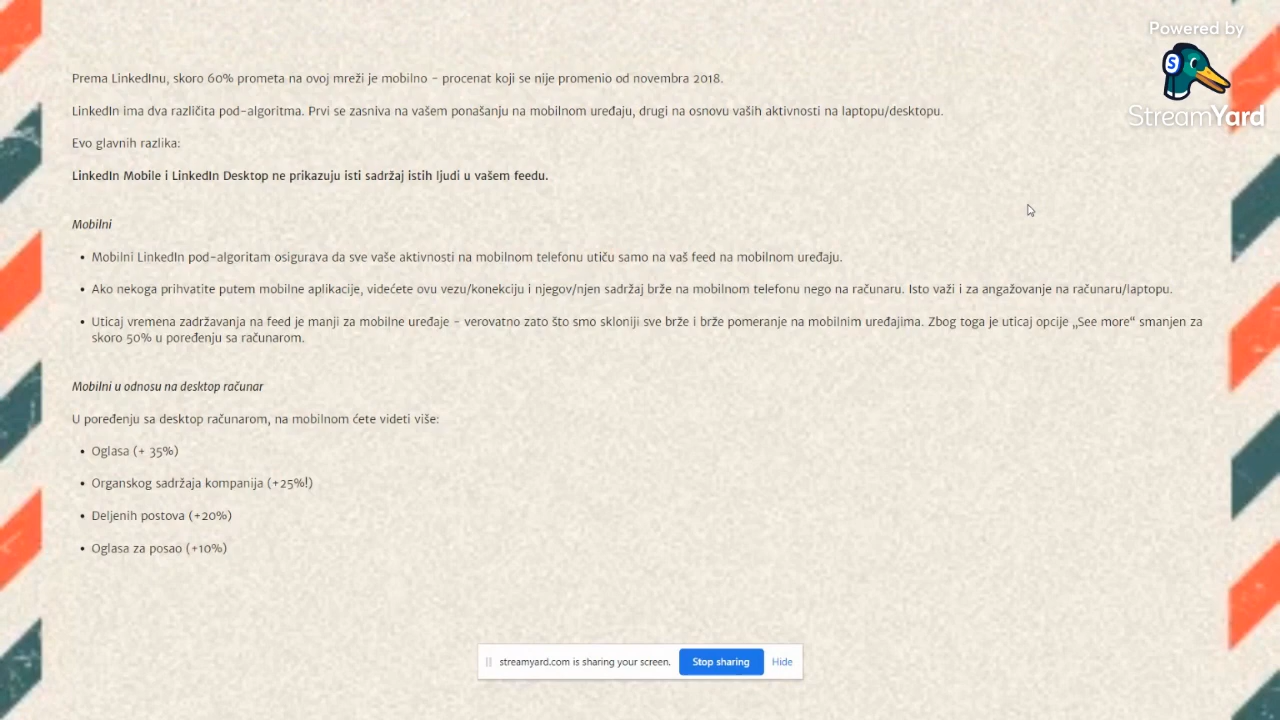 Powered by
S
StreamYard
Prema LinkedInu, skoro 60% prometa na ovoj mreži je mobilno – procenat koji se nije promenio od novembra 2018.
LinkedIn ima dva različita pod-algoritma. Prvi se zasniva na vašem ponašanju na mobilnom uređaju, drugi na osnovu vaših aktivnosti na laptopu/desktopu.
Evo glavnih razlika:
LinkedIn Mobile i LinkedIn Desktop ne prikazuju isti sadržaj istih ljudi u vašem feedu.
Mobilni
• Mobilni LinkedIn pod-algoritam osigurava da sve vaše aktivnosti na mobilnom telefonu utiču samo na vaš feed na mobilnom uređaju.
• Ako nekoga prihvatite putem mobilne aplikacije, videćete ovu vezu/konekciju i njegov/njen sadržaj brže na mobilnom telefonu nego na računaru. Isto važi i za angažovanje na računaru/laptopu.
• Uticaj vremena zadržavanja na feed je manji za mobilne uređaje – verovatno zato što smo skloniji sve brže i brže pomeranje na mobilnim uređajima. Zbog toga je uticaj opcije „See more“ smanjen za
skoro 50% u poređenju sa računarom.
Mobilni u odnosu na desktop računar
U poređenju sa desktop računarom, na mobilnom ćete videti više:
• Oglasa (+ 35%)
• Organskog sadržaja kompanija (+25%!)
• Deljenih postova (+20%)
• Oglasa za posao (+10%)
streamyard.com is sharing your screen. Stop sharing Hide